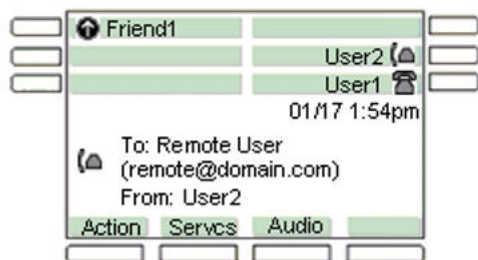 Friend1
User2
User1
01/17 1:54pm
To: Remote User
(remote@domain.com)
From: User2
Action Servcs Audio